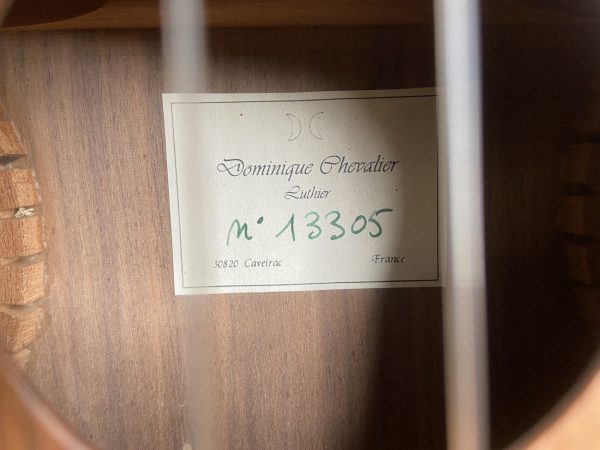 Dominique Chevalier
Luthier
N° 13305
30820 Caveirac France